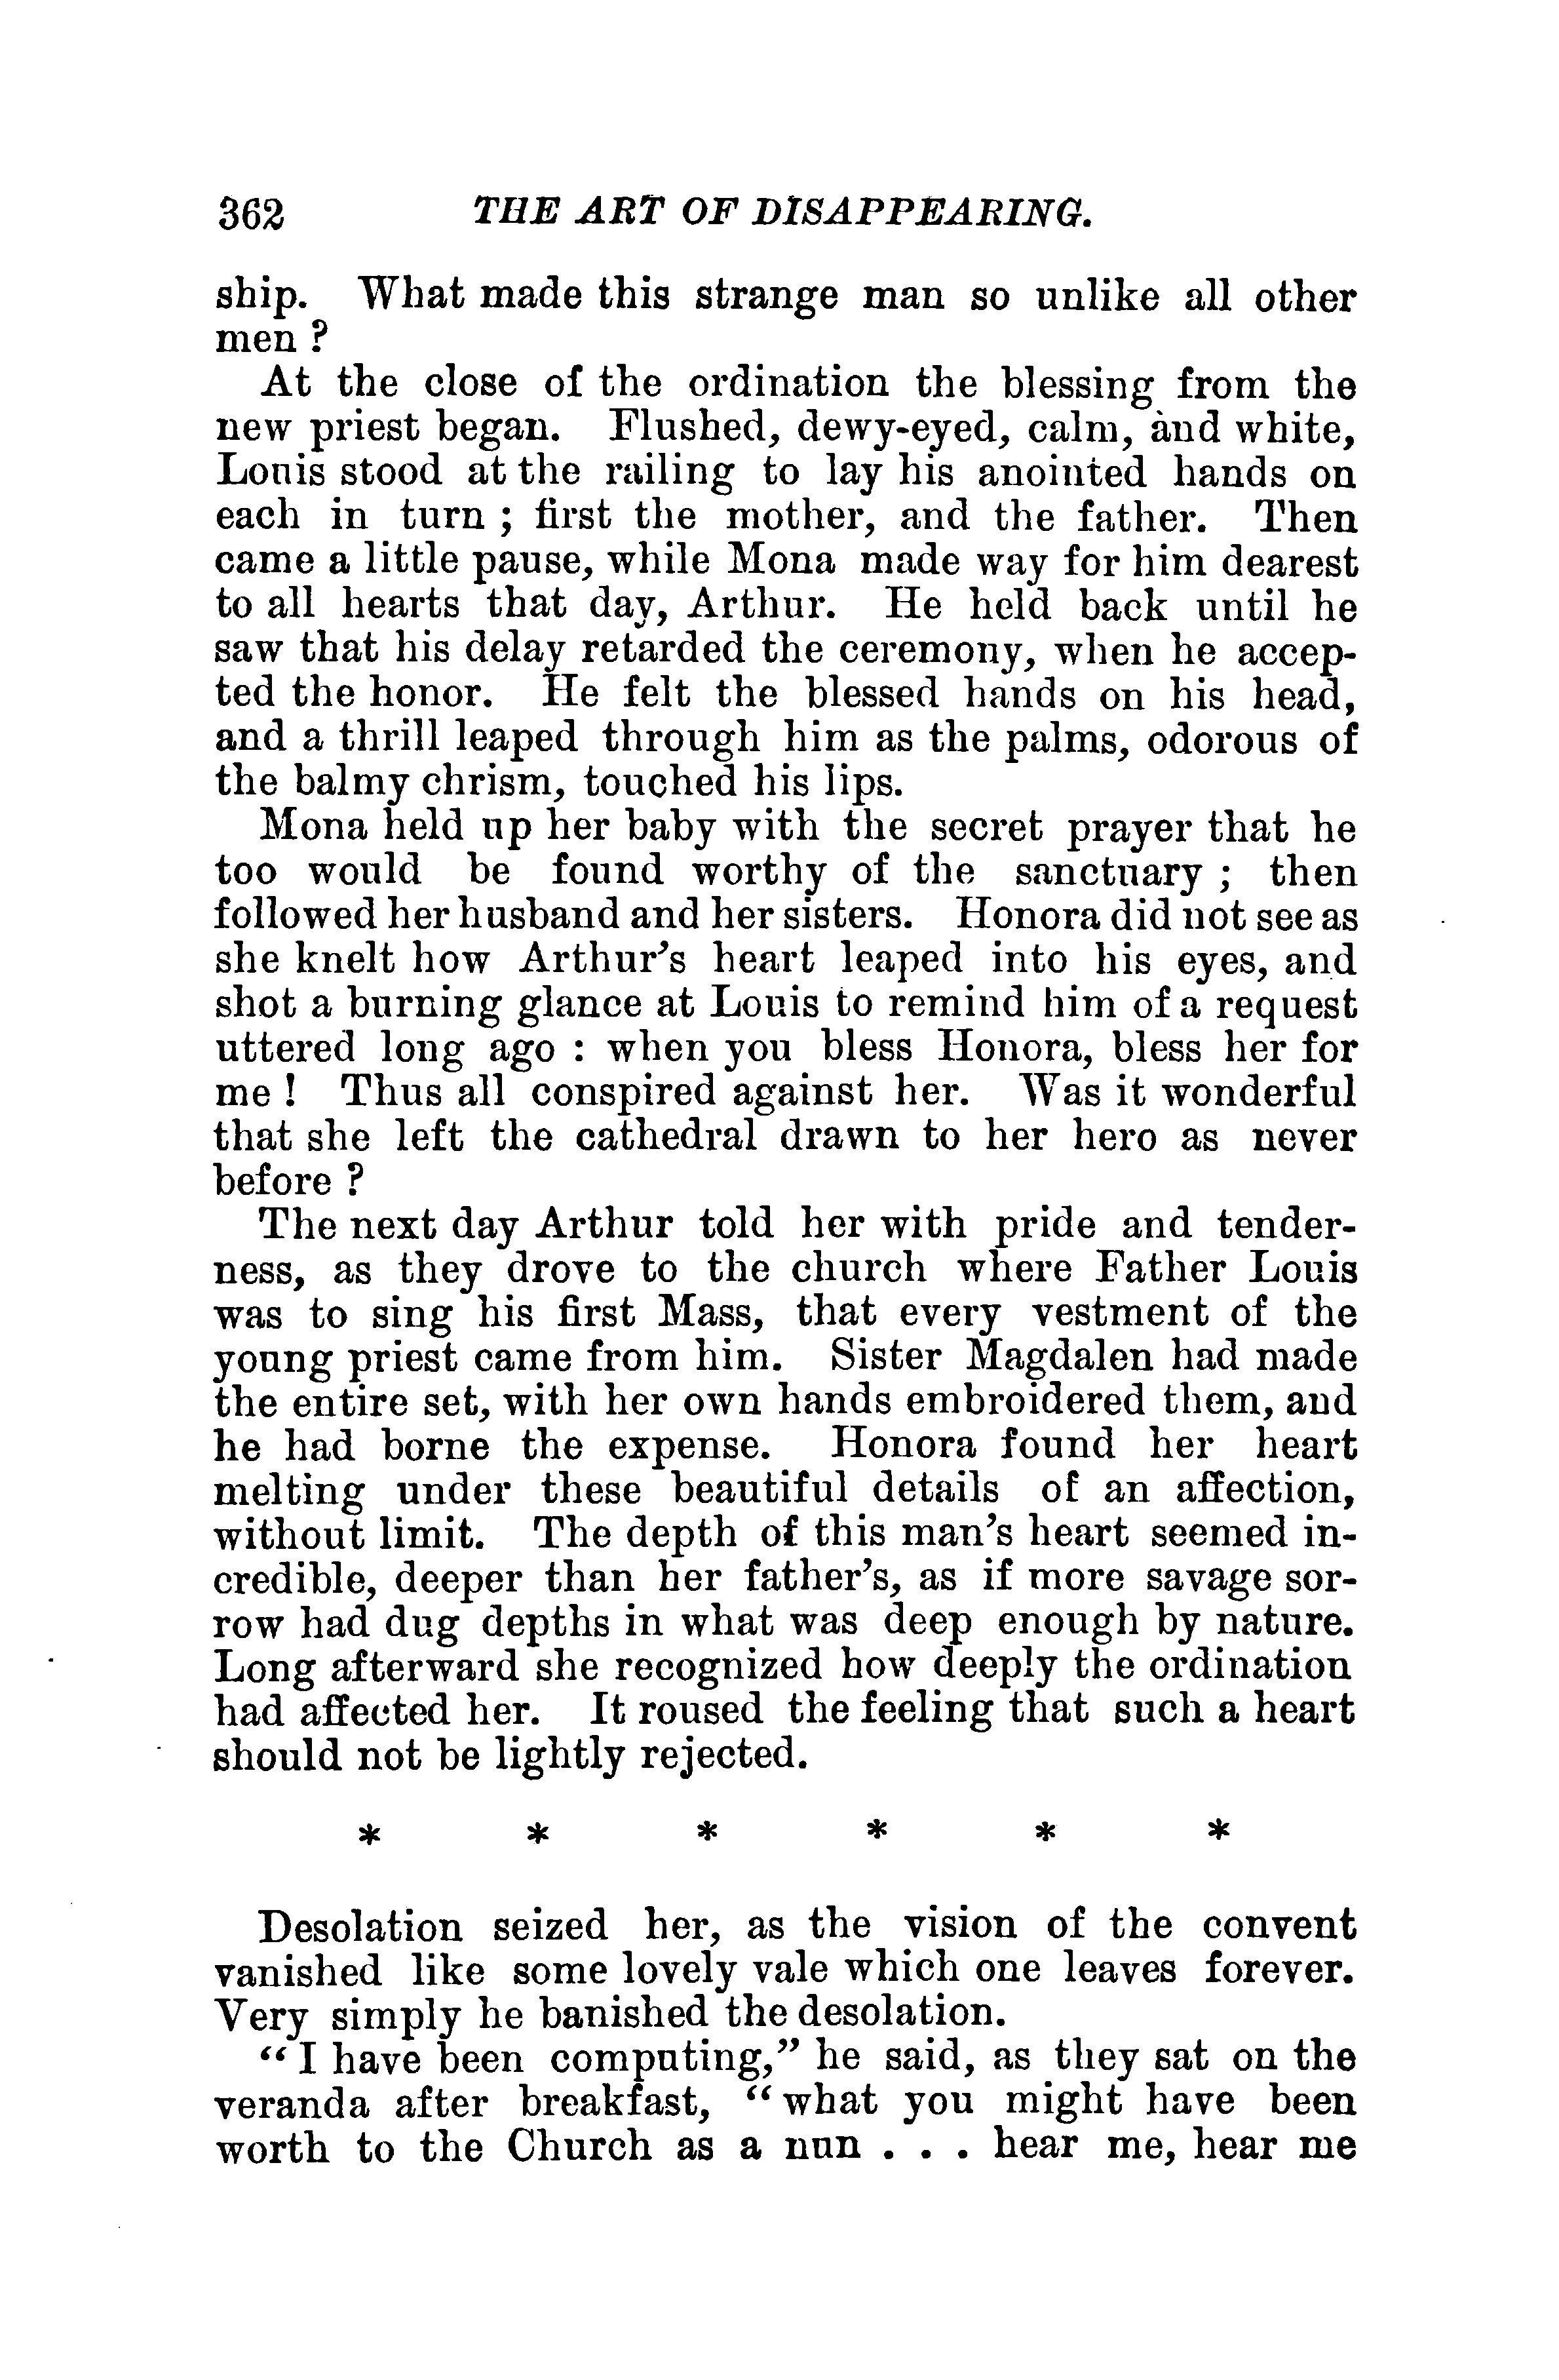 362 THE ART OF DISAPPEARING.
ship. What made this strange man so unlike all other
men ?
At the close of the ordination the blessing from the
new priest began. Flushed, dewy-eyed, calm, and white,
Louis stood at the railing to lay his anointed hands on
each in turn ; first the mother, and the father. Then
came a little pause, while Mona made way for him dearest
to all hearts that day, Arthur. He held back until he
saw that his delay retarded the ceremony, when he accep-
ted the honor. He felt the blessed hands on his head,
and a thrill leaped through him as the palms, odorous of
the balmy chrism, touched his lips.
Mona held up her baby with the secret prayer that he
too would be found worthy of the sanctuary ; then
followed her husband and her sisters. Honora did not see as
she knelt how Arthur's heart leaped into his eyes, and
shot a burning glance at Louis to remind him of a request
uttered long ago : when you bless Honora, bless her for
me ! Thus all conspired against her. Was it wonderful
that she left the cathedral drawn to her hero as never
before ?
The next day Arthur told her with pride and tender-
ness, as they drove to the church where Father Louis
was to sing his first Mass, that every vestment of the
young priest came from him. Sister Magdalen had made
the entire set, with her own hands embroidered them, and
he had borne the expense. Honora found her heart
melting under these beautiful details of an affection,
without limit. The depth of this man's heart seemed in-
credible, deeper than her father's, as if more savage sor-
row had dug depths in what was deep enough by nature.
Long afterward she recognized how deeply the ordination
had affected her. It roused the feeling that such a heart
should not be lightly rejected.
* * * * * *
Desolation seized her, as the vision of the convent
vanished like some lovely vale which one leaves forever.
Very simply he banished the desolation.
"I have been computing," he said, as they sat on the
veranda after breakfast, "what you might have been
worth to the Church as a nun . . . hear me, hear me